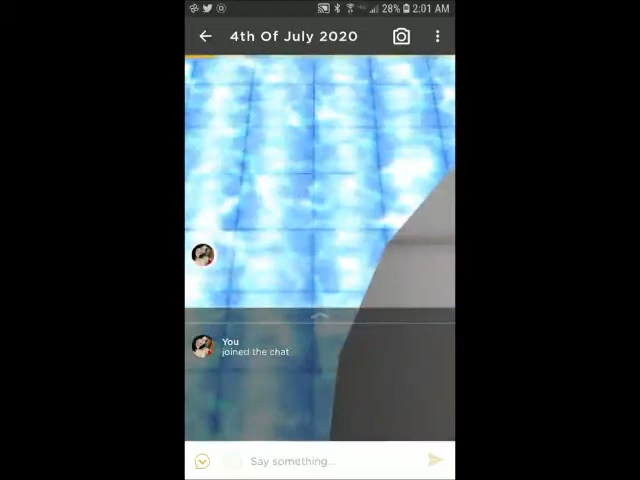 28% 2:01 AM
4th Of July 2020
You
joined the chat
Say something...